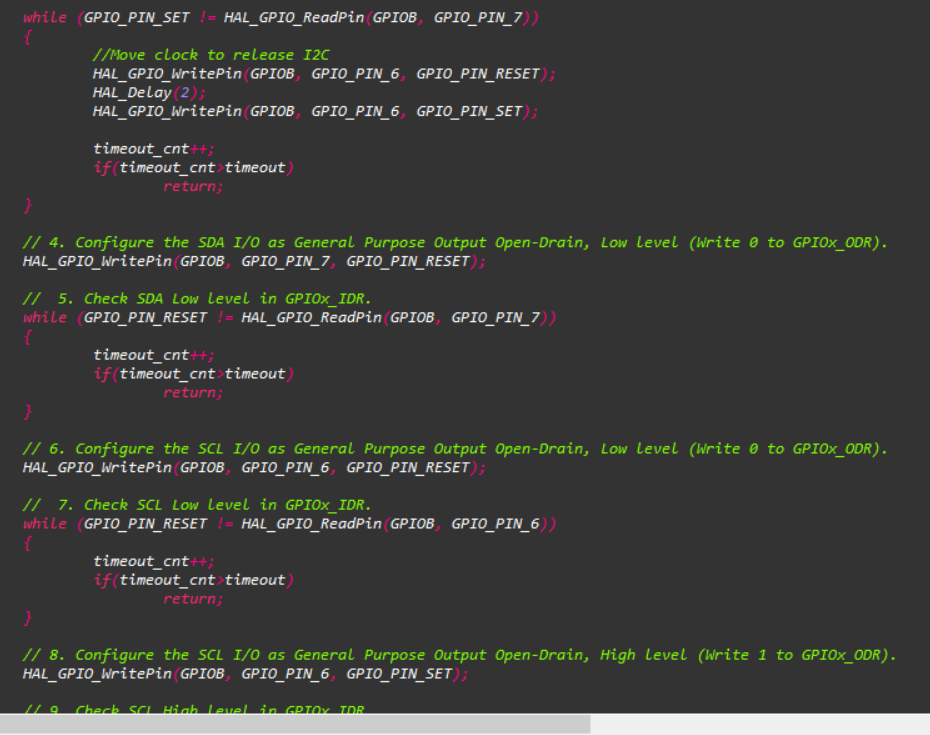 while (GPIO_PIN_SET != HAL_GPIO_ReadPin(GPIOB, GPIO_PIN_7))
{
//Move clock to release I2C
HAL_GPIO_WritePin(GPIOB, GPIO_PIN_6, GPIO_PIN_RESET);
HAL_Delay(2);
HAL_GPIO_WritePin(GPIOB, GPIO_PIN_6, GPIO_PIN_SET);
timeout_cnt++;
if(timeout_cnt>timeout)
return;
}
// 4. Configure the SDA I/O as General Purpose Output Open-Drain, Low level (Write 0 to GPIOx_ODR).
HAL_GPIO_WritePin(GPIOB, GPIO_PIN_7, GPIO_PIN_RESET);
//  5. Check SDA Low level in GPIOx_IDR.
while (GPIO_PIN_RESET != HAL_GPIO_ReadPin(GPIOB, GPIO_PIN_7))
{
timeout_cnt++;
if(timeout_cnt>timeout)
return;
}
// 6. Configure the SCL I/O as General Purpose Output Open-Drain, Low level (Write 0 to GPIOx_ODR).
HAL_GPIO_WritePin(GPIOB, GPIO_PIN_6, GPIO_PIN_RESET);
//  7. Check SCL Low level in GPIOx_IDR.
while (GPIO_PIN_RESET != HAL_GPIO_ReadPin(GPIOB, GPIO_PIN_6))
{
timeout_cnt++;
if(timeout_cnt>timeout)
return;
}
// 8. Configure the SCL I/O as General Purpose Output Open-Drain, High level (Write 1 to GPIOx_ODR).
HAL_GPIO_WritePin(GPIOB, GPIO_PIN_6, GPIO_PIN_SET);
// 9. Check SCL High level in GPIOx_IDR